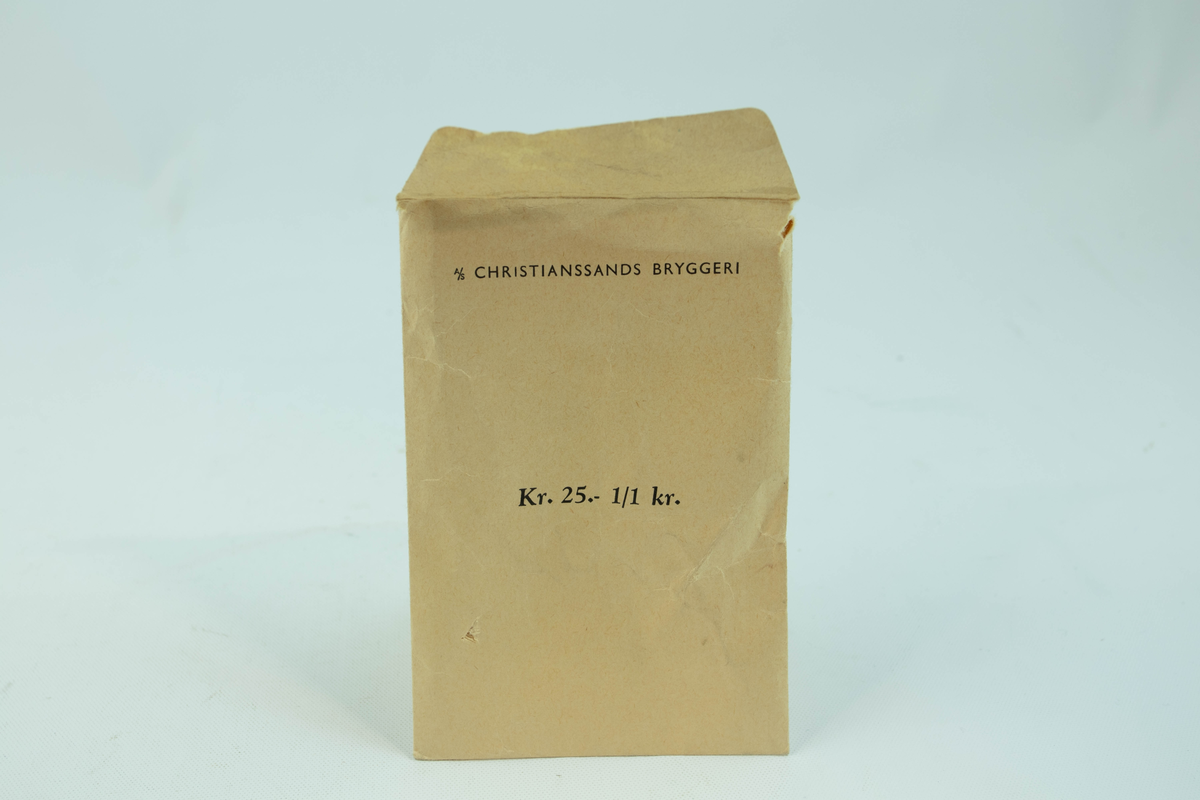 A/S CHRISTIANSSANDS BRYGGERI
Kr. 25.- 1/1 kr.